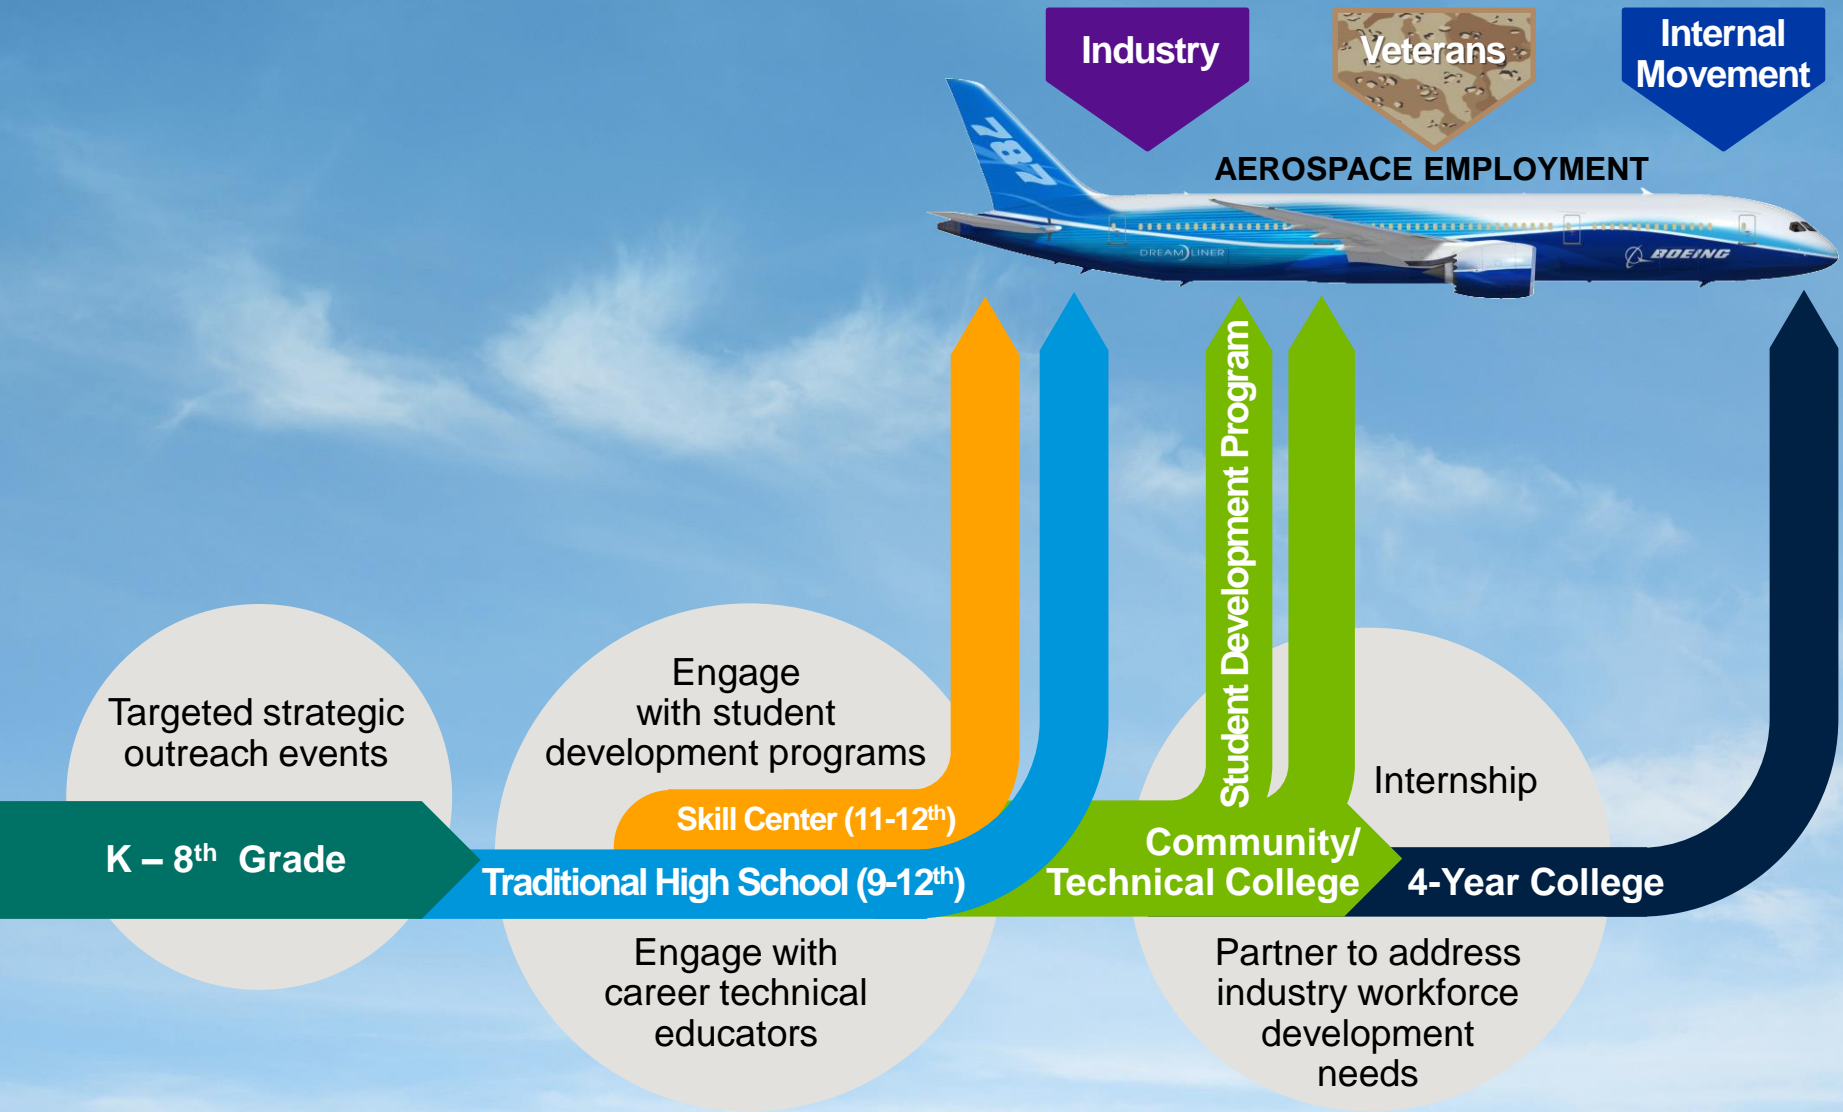 Industry
Veterans
Internal
Movement
AEROSPACE EMPLOYMENT
787
DREAMLINER
BOEING
Student Development Program
Targeted strategic
outreach events
K – 8th Grade
Engage
with student
development programs
Skill Center (11-12th)
Traditional High School (9-12th)
Engage with
career technical
educators
Community/
Technical College
Internship
4-Year College
Partner to address
industry workforce
development
needs